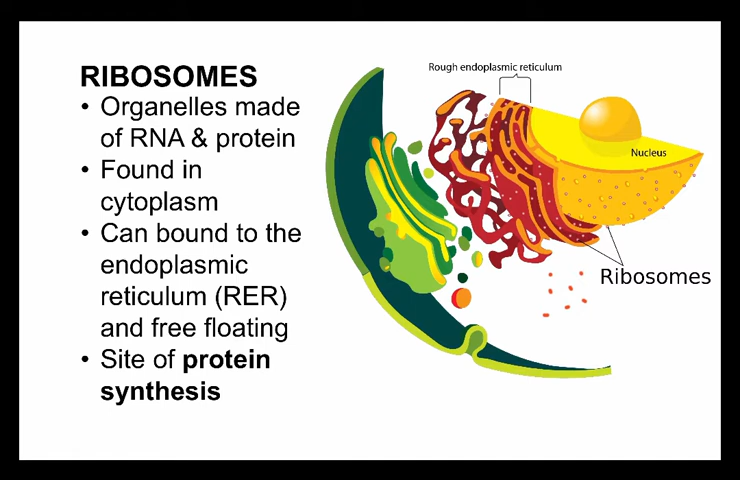 RIBOSOMES
• Organelles made
of RNA & protein
• Found in
cytoplasm
• Can bound to the
endoplasmic
reticulum (RER)
and free floating
• Site of protein
synthesis
Rough endoplasmic reticulum
Nucleus
Ribosomes